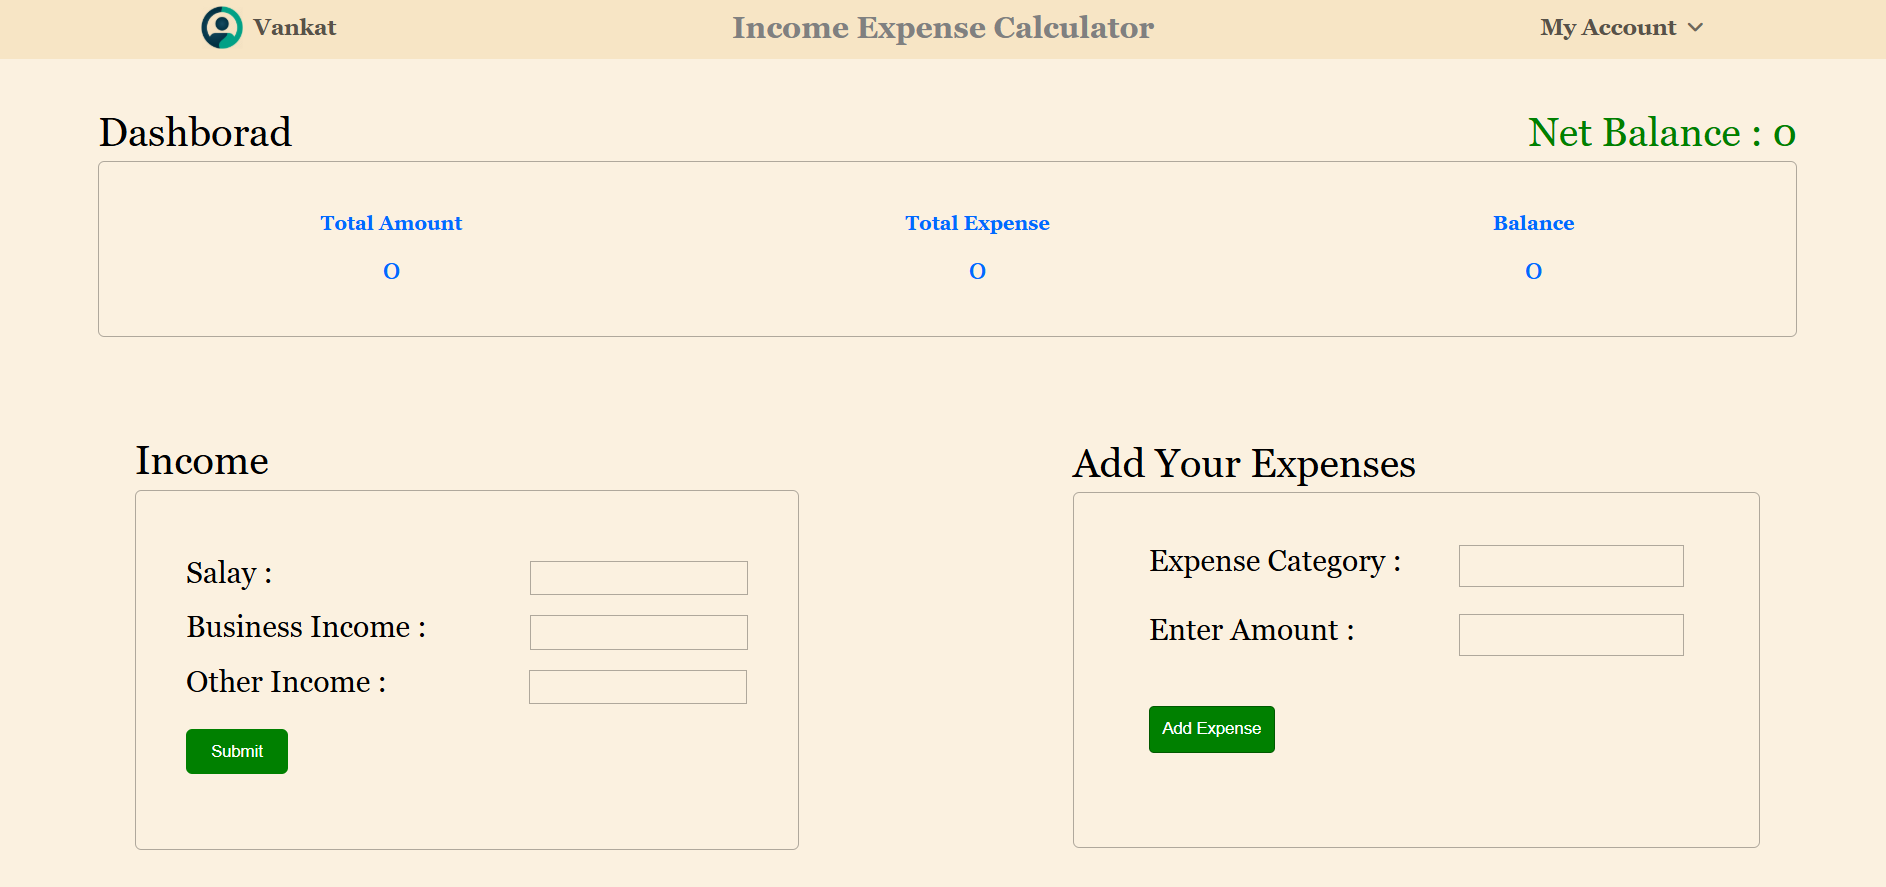 Vankat
Income Expense Calculator
My Account
Dashborad
Net Balance : 0
Total Amount
Total Expense
Balance
0
0
0
Income
Add Your Expenses
Salay :
Business Income :
Other Income :
Submit
Expense Category :
Enter Amount :
Add Expense